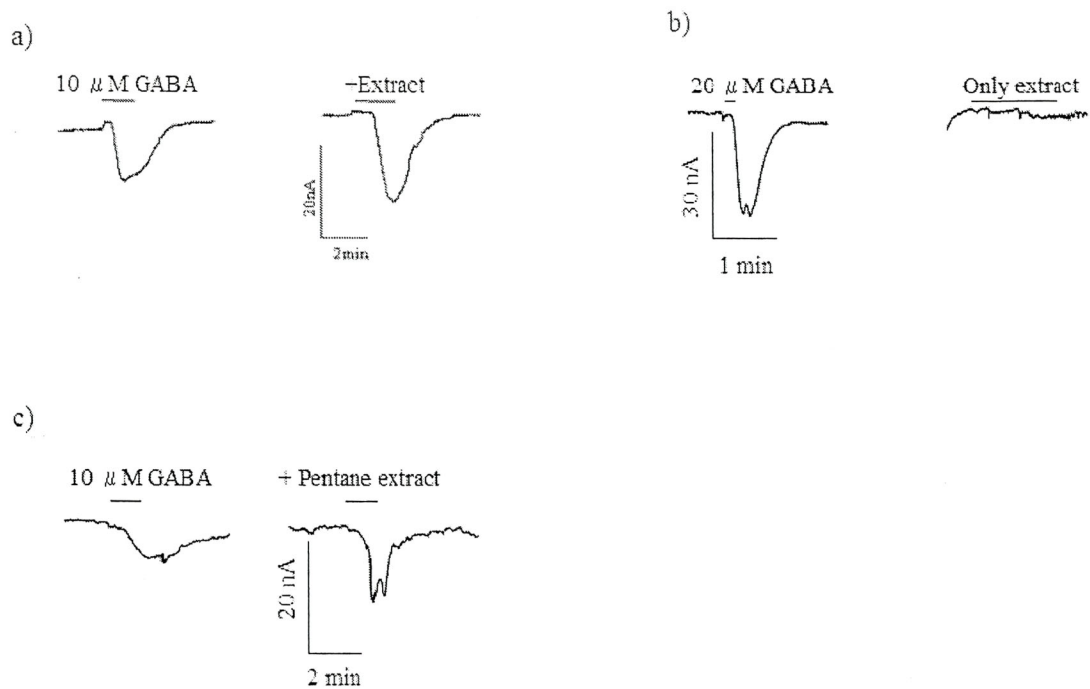 a)
10 μM GABA
+Extract
20nA
2min
b)
20 μM GABA
Only extract
30 nA
1 min
c)
10 μM GABA
+ Pentane extract
20 nA
2 min